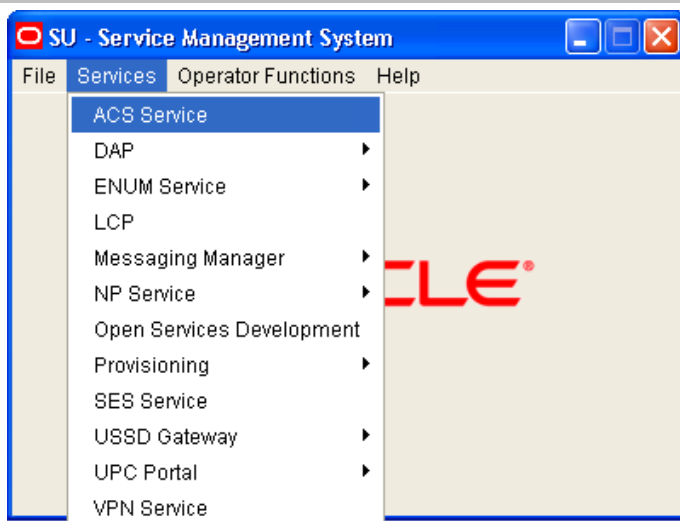 SU - Service Management System
File Services Operator Functions Help
ACS Service
DAP
ENUM Service
LCP
Messaging Manager
NP Service
Open Services Development
Provisioning
SES Service
USSD Gateway
UPC Portal
VPN Service
CLE®